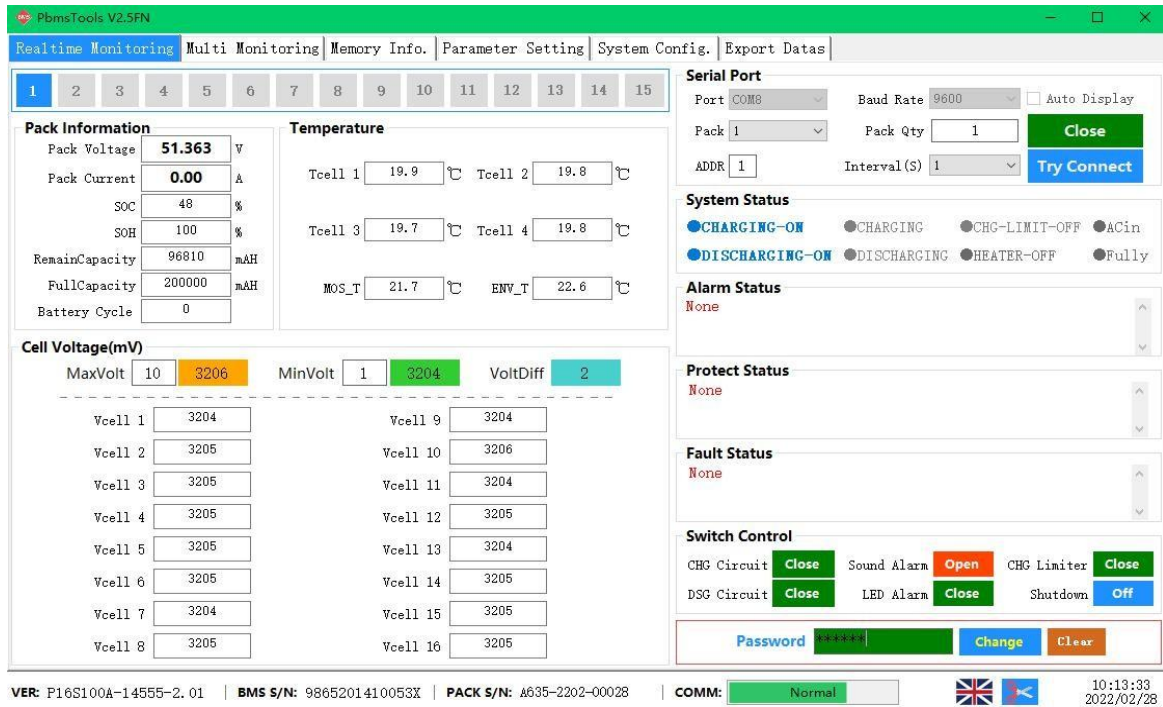 PbmsTools V2.5FN
Realtime Monitoring Multi Monitoring Memory Info. Parameter Setting System Config. Export Datas
1 2 3 4 5 6 7 8 9 10 11 12 13 14 15
Pack Information
Pack Voltage 51.363 V
Pack Current 0.00 A
SOC 48 %
SOH 100 %
RemainCapacity 96810 mAH
FullCapacity 200000 mAH
Battery Cycle 0
Temperature
Tcell 1 19.9 ℃ Tcell 2 19.8 ℃
Tcell 3 19.7 ℃ Tcell 4 19.8 ℃
MOS_T 21.7 ℃ ENV_T 22.6 ℃
Cell Voltage(mV)
MaxVolt 10 3206 MinVolt 1 3204 VoltDiff 2
Vcell 1 3204 Vcell 9 3204
Vcell 2 3205 Vcell 10 3206
Vcell 3 3205 Vcell 11 3204
Vcell 4 3205 Vcell 12 3205
Vcell 5 3205 Vcell 13 3204
Vcell 6 3205 Vcell 14 3205
Vcell 7 3204 Vcell 15 3205
Vcell 8 3205 Vcell 16 3205
Serial Port
Port COM8 Baud Rate 9600 Auto Display
Pack 1 Pack Qty 1 Close
ADDR 1 Interval(S) 1 Try Connect
System Status
CHARGING-ON CHARGING CHG-LIMIT-OFF ACin
DISCHARGING-ON DISCHARGING HEATER-OFF Fully
Alarm Status
None
Protect Status
None
Fault Status
None
Switch Control
CHG Circuit Close Sound Alarm Open CHG Limiter Close
DSG Circuit Close LED Alarm Close Shutdown Off
Password ****** Change Clear
VER: P16S100A-14555-2.01 BMS S/N: 9865201410053X PACK S/N: A635-2202-00028 COMM: Normal 10:13:33
2022/02/28